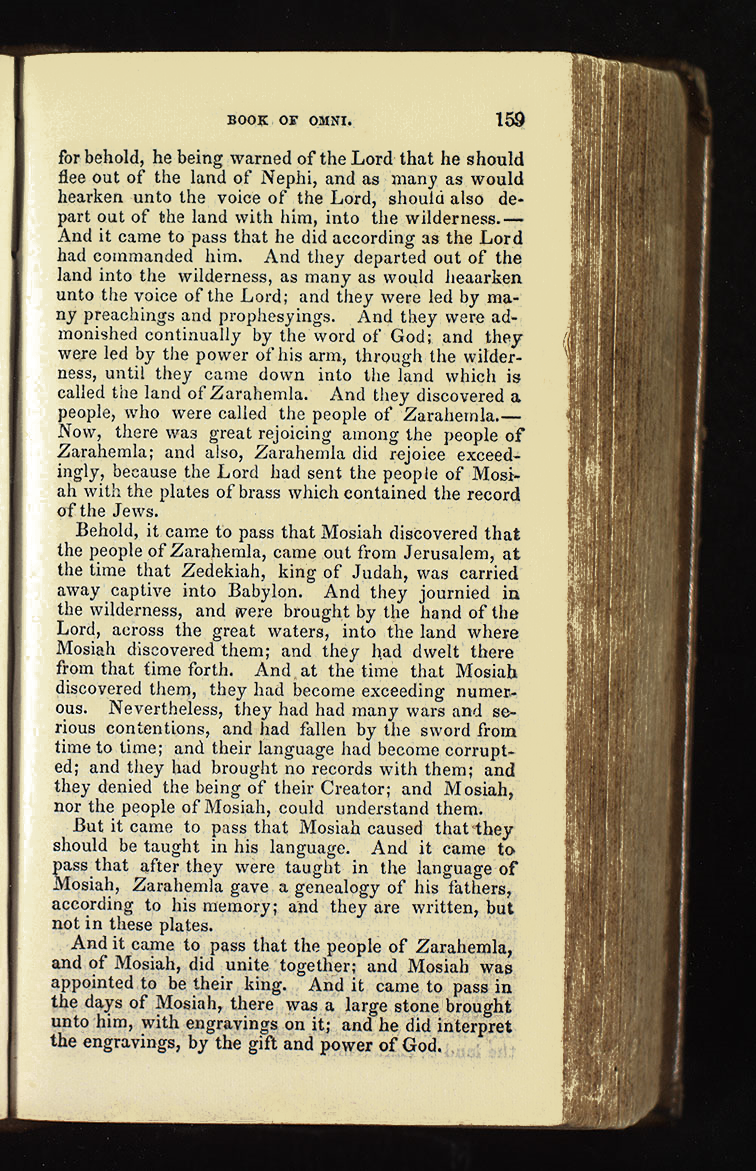 BOOK OF OMNI. 159
for behold, he being warned of the Lord that he should
flee out of the land of Nephi, and as many as would
hearken unto the voice of the Lord, should also de-
part out of the land with him, into the wilderness.—
And it came to pass that he did according as the Lord
had commanded him. And they departed out of the
land into the wilderness, as many as would heaarken
unto the voice of the Lord; and they were led by ma-
ny preachings and prophesyings. And they were ad-
monished continually by the word of God; and they
were led by the power of his arm, through the wilder-
ness, until they came down into the land which is
called the land of Zarahemla. And they discovered a
people, who were called the people of Zarahemla.—
Now, there was great rejoicing among the people of
Zarahemla; and also, Zarahemla did rejoice exceed-
ingly, because the Lord had sent the people of Mosi-
ah with the plates of brass which contained the record
of the Jews.
Behold, it came to pass that Mosiah discovered that
the people of Zarahemla, came out from Jerusalem, at
the time that Zedekiah, king of Judah, was carried
away captive into Babylon. And they journied in
the wilderness, and were brought by the hand of the
Lord, across the great waters, into the land where
Mosiah discovered them; and they had dwelt there
from that time forth. And at the time that Mosiah
discovered them, they had become exceeding numer-
ous. Nevertheless, they had had many wars and se-
rious contentions, and had fallen by the sword from
time to time; and their language had become corrupt-
ed; and they had brought no records with them; and
they denied the being of their Creator; and Mosiah,
nor the people of Mosiah, could understand them.
But it came to pass that Mosiah caused that they
should be taught in his language. And it came to
pass that after they were taught in the language of
Mosiah, Zarahemla gave a genealogy of his fathers,
according to his memory; and they are written, but
not in these plates.
And it came to pass that the people of Zarahemla,
and of Mosiah, did unite together; and Mosiah was
appointed to be their king. And it came to pass in
the days of Mosiah, there was a large stone brought
unto him, with engravings on it; and he did interpret
the engravings, by the gift and power of God.